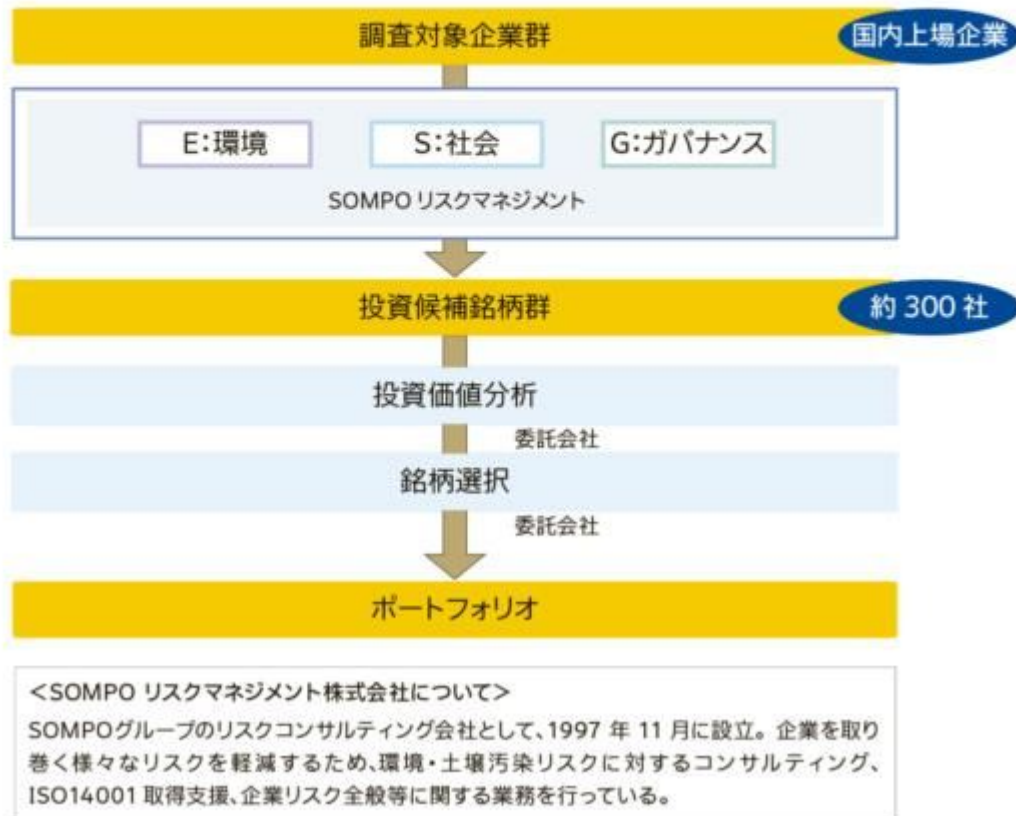 調査対象企業群
国内上場企業
E:環境
S:社会
G:ガバナンス
SOMPO リスクマネジメント
投資候補銘柄群
約 300 社
投資価値分析
委託会社
銘柄選択
委託会社
ポートフォリオ
＜SOMPO リスクマネジメント株式会社について＞
SOMPOグループのリスクコンサルティング会社として、1997 年 11 月に設立。企業を取り
巻く様々なリスクを軽減するため、環境・土壌汚染リスクに対するコンサルティング、
ISO14001 取得支援、企業リスク全般等に関する業務を行っている。